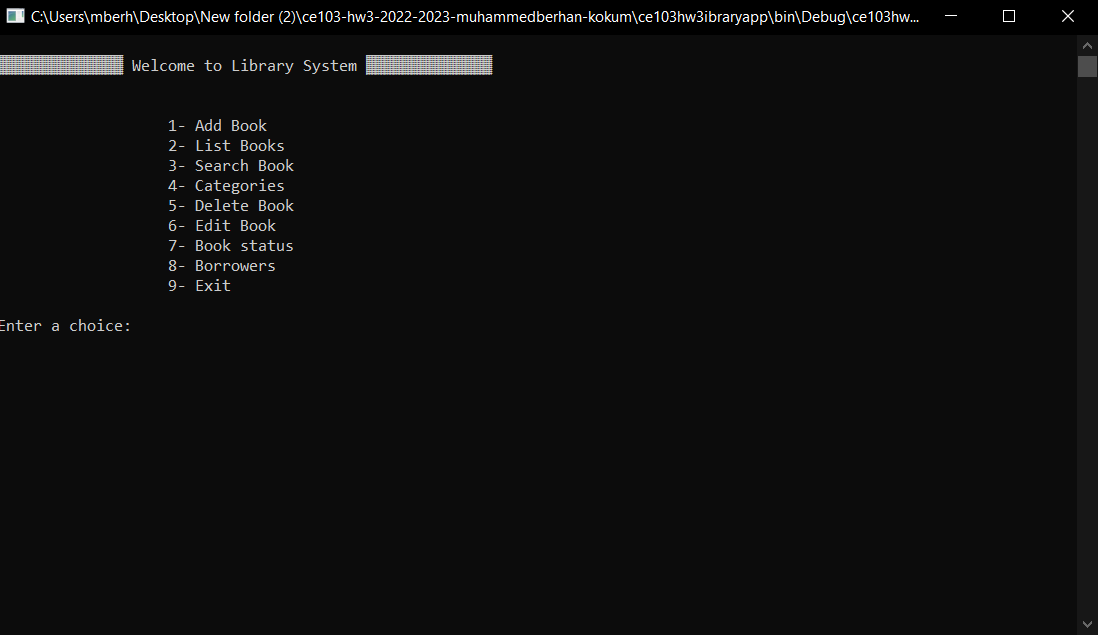 C:\Users\mberh\Desktop\New folder (2)\ce103-hw3-2022-2023-muhammedberhan-kokum\ce103hw3ibraryapp\bin\Debug\ce103hw...
Welcome to Library System
1- Add Book
2- List Books
3- Search Book
4- Categories
5- Delete Book
6- Edit Book
7- Book status
8- Borrowers
9- Exit
Enter a choice: